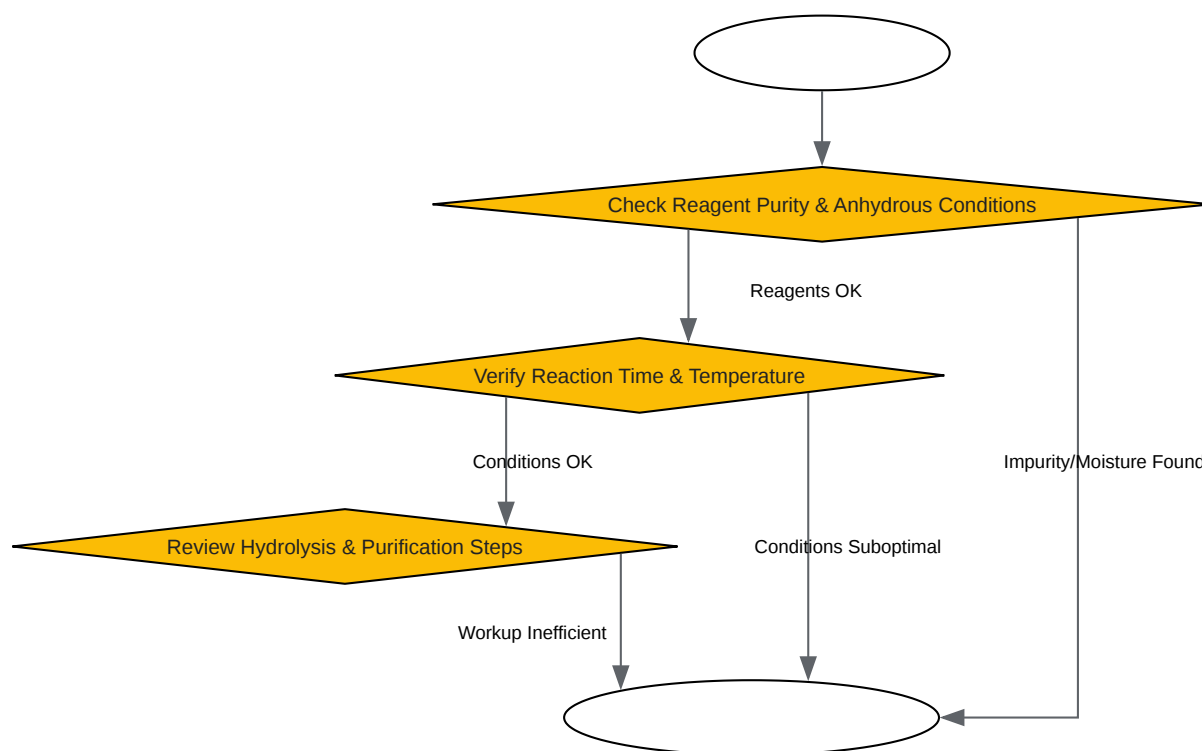 Check Reagent Purity & Anhydrous Conditions
Reagents OK
Verify Reaction Time & Temperature
Conditions OK
Impurity/Moisture Found
Review Hydrolysis & Purification Steps
Conditions Suboptimal
Workup Inefficient